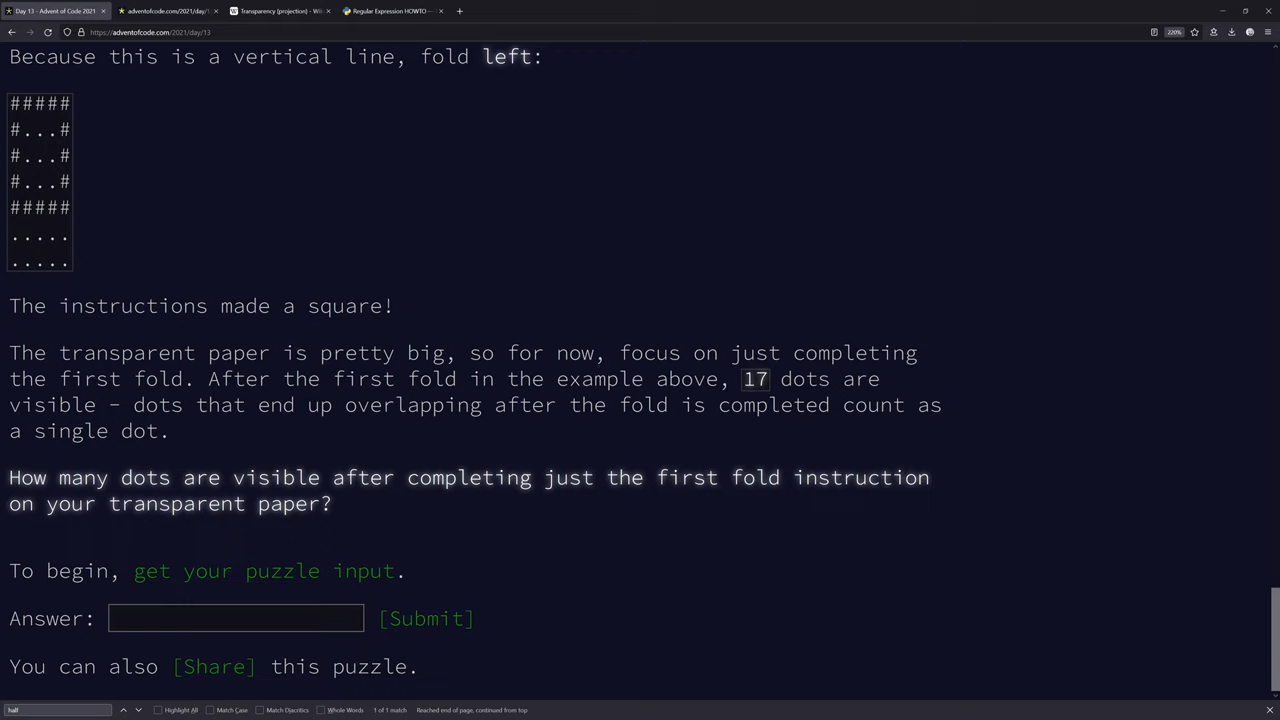 Day 13 - Advent of Code 2021
adventofcode.com/2021/day/1
Transparency (projection) - Wi
Regular Expression HOWTO —
https://adventofcode.com/2021/day/13
220%
Because this is a vertical line, fold left:
#####
#...#
#...#
#...#
#####
.....
.....
The instructions made a square!
The transparent paper is pretty big, so for now, focus on just completing
the first fold. After the first fold in the example above, 17 dots are
visible - dots that end up overlapping after the fold is completed count as
a single dot.
How many dots are visible after completing just the first fold instruction
on your transparent paper?
To begin, get your puzzle input.
Answer: [Submit]
You can also [Share] this puzzle.
half
Highlight All Match Case Match Diacritics Whole Words 1 of 1 match Reached end of page, continued from top